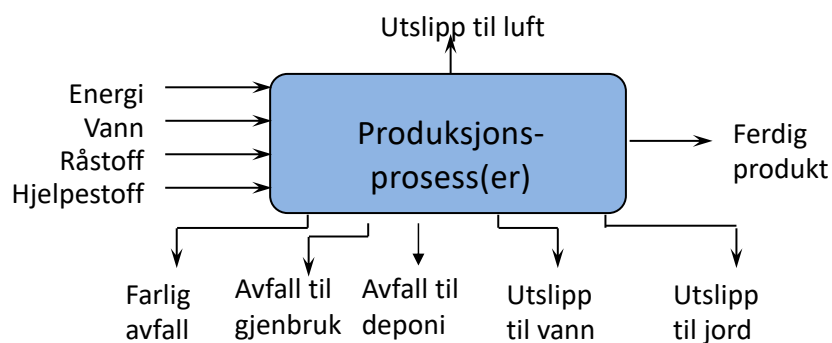 Utslipp til luft
Energi
Vann
Råstoff
Hjelpestoff
Produksjons-
prosess(er)
Ferdig
produkt
Farlig
avfall
Avfall til
gjenbruk
Avfall til
deponi
Utslipp
til vann
Utslipp
til jord